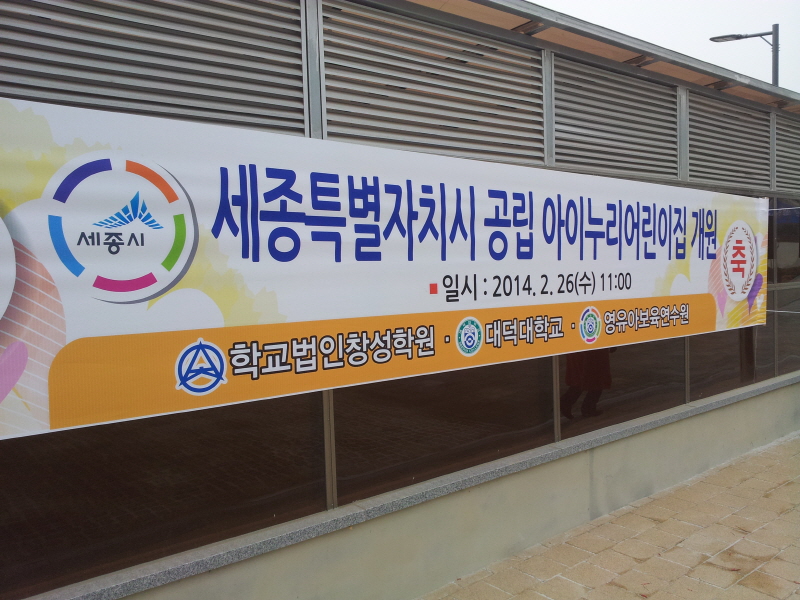 세종시
세종특별자치시 공립 아이누리어린이집 개원
축
■ 일시 : 2014. 2. 26(수) 11:00
학교법인창성학원 · 대덕대학교 · 영유아보육연수원